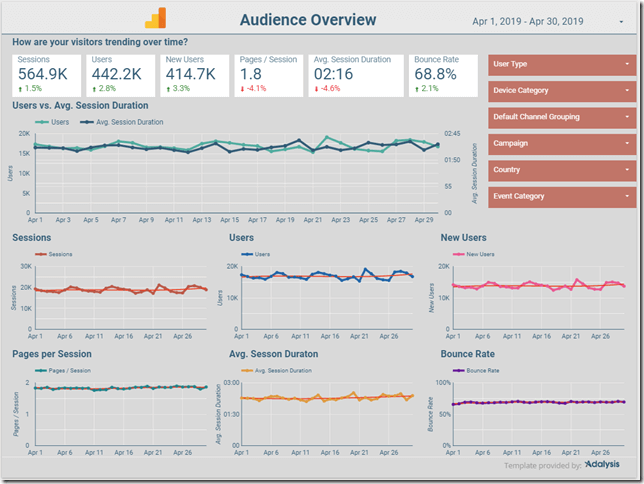 Audience Overview
Apr 1, 2019 - Apr 30, 2019
How are your visitors trending over time?
Sessions
564.9K
1.5%
Users
442.2K
2.8%
New Users
414.7K
3.3%
Pages / Session
1.8
-4.1%
Avg. Session Duration
02:16
-4.6%
Bounce Rate
68.8%
2.1%
User Type
Device Category
Default Channel Grouping
Campaign
Country
Event Category
Users vs. Avg. Session Duration
Users Avg. Session Duration
Users
20K
15K
10K
5K
0
02:45
01:50
55
00
Avg. Session Duration
Apr 1 Apr 3 Apr 5 Apr 7 Apr 9 Apr 11 Apr 13 Apr 15 Apr 17 Apr 19 Apr 21 Apr 23 Apr 25 Apr 27 Apr 29
Sessions
Sessions
Sessions
30K
20K
10K
0
Apr 1 Apr 6 Apr 11 Apr 16 Apr 21 Apr 26
Users
Users
Users
20K
10K
0
Apr 1 Apr 6 Apr 11 Apr 16 Apr 21 Apr 26
New Users
New Users
New Users
20K
10K
0
Apr 1 Apr 6 Apr 11 Apr 16 Apr 21 Apr 26
Pages per Session
Pages / Session
Pages / Session
2
1
0
Apr 1 Apr 6 Apr 11 Apr 16 Apr 21 Apr 26
Avg. Sesson Duraton
Avg. Session Duration
Avg. Session Duration
03:00
01:30
00
Apr 1 Apr 6 Apr 11 Apr 16 Apr 21 Apr 26
Bounce Rate
Bounce Rate
Bounce Rate
100%
50%
0%
Apr 1 Apr 6 Apr 11 Apr 16 Apr 21 Apr 26
Template provided by: Adalysis